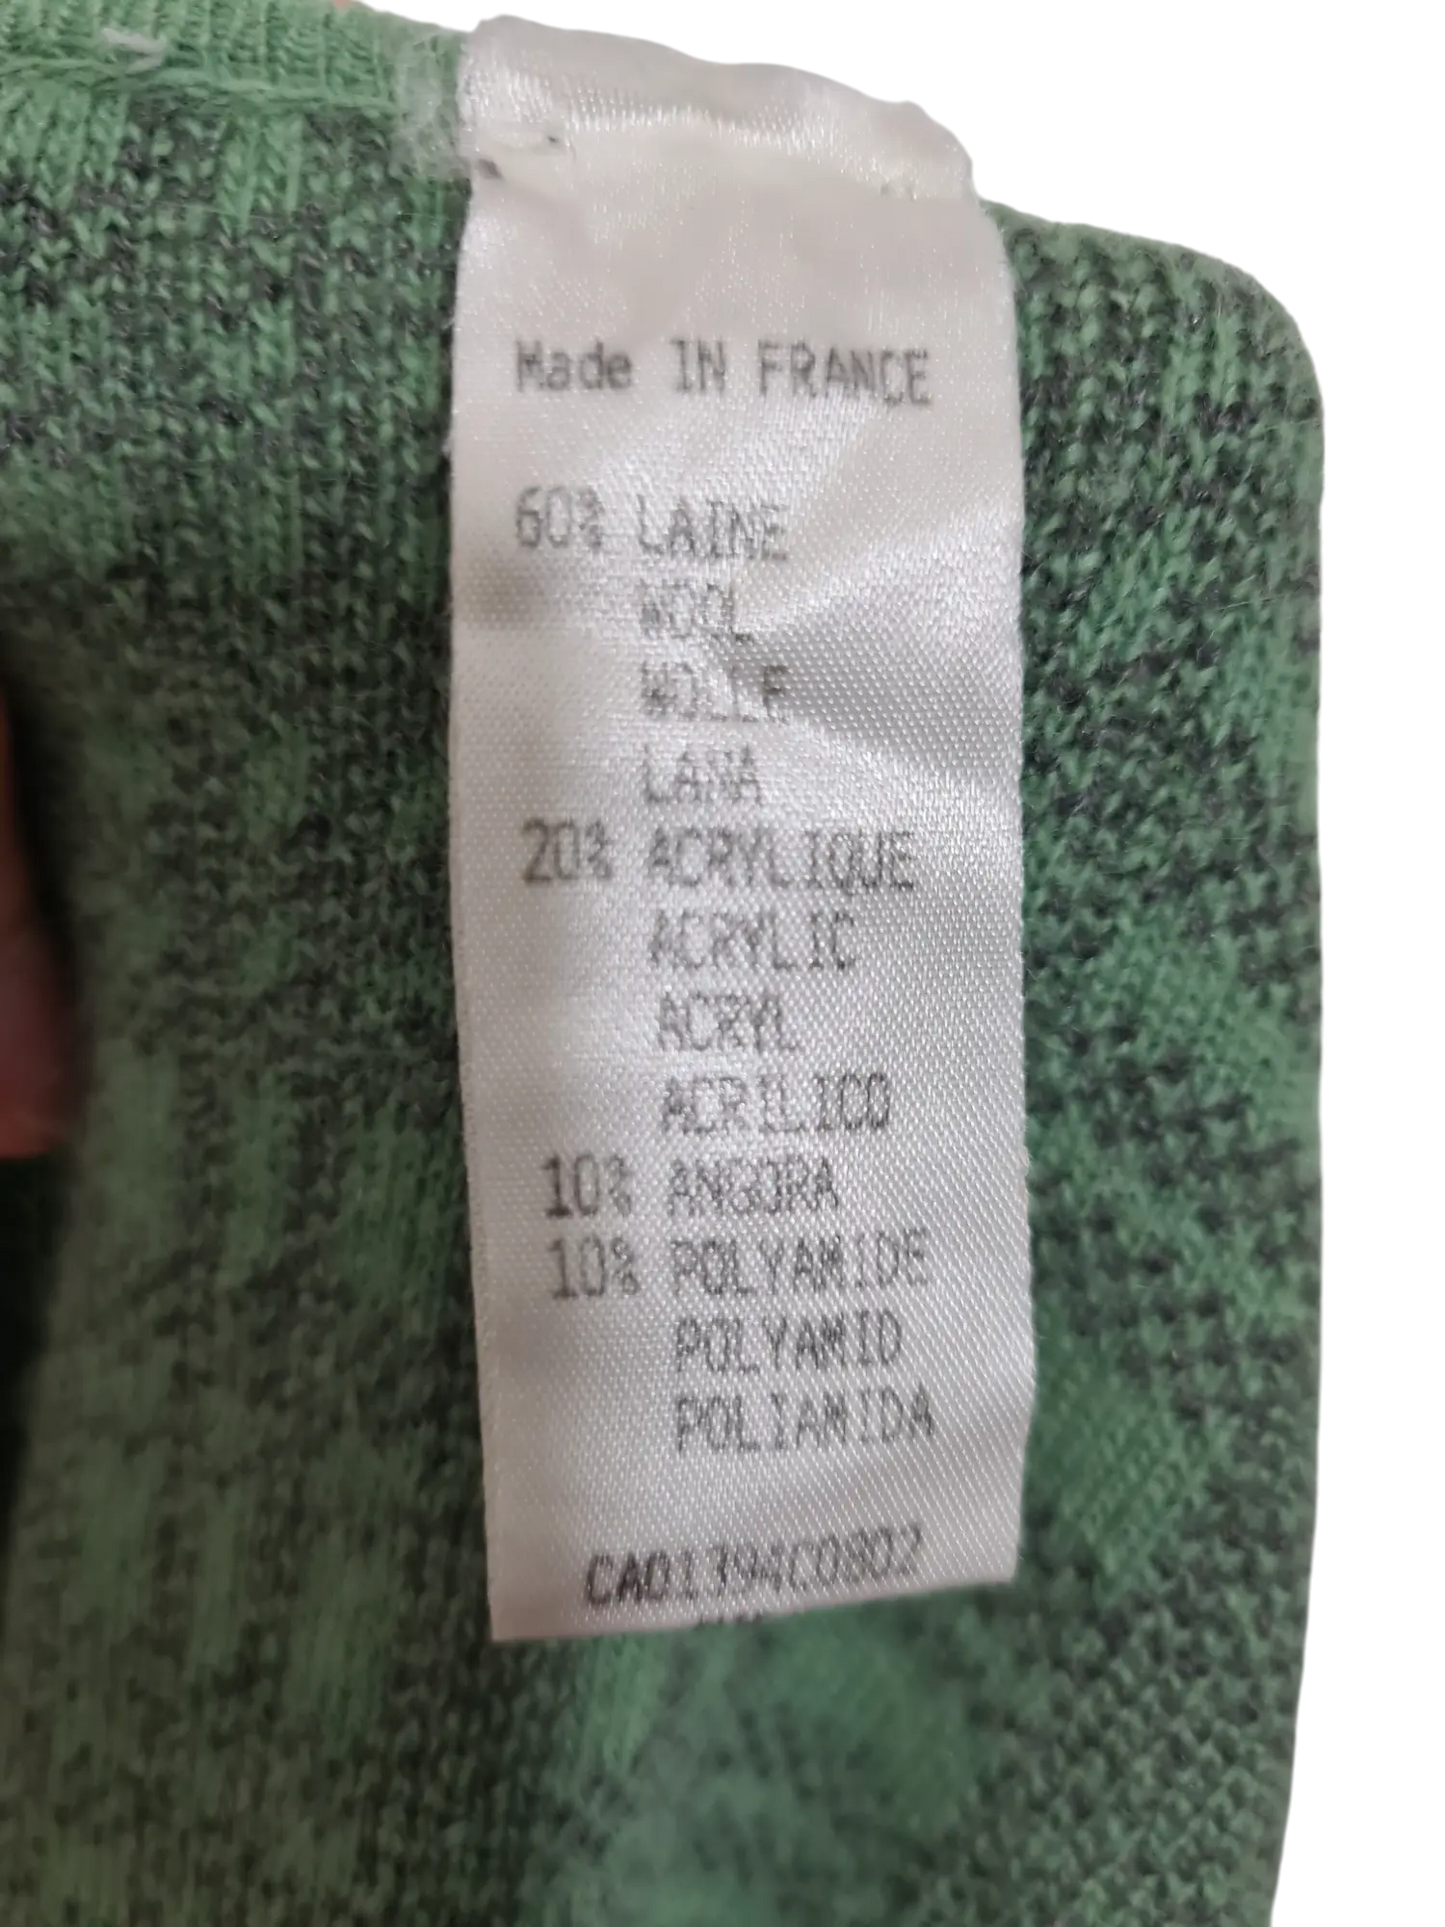 Made IN FRANCE
60% LAINE
WOOL
WOLLE
LANA
20% ACRYLIQUE
ACRYLIC
ACRYL
ACRILICO
10% ANGORA
10% POLYAMIDE
POLYAMID
POLIAMIDA
CA01394C0802